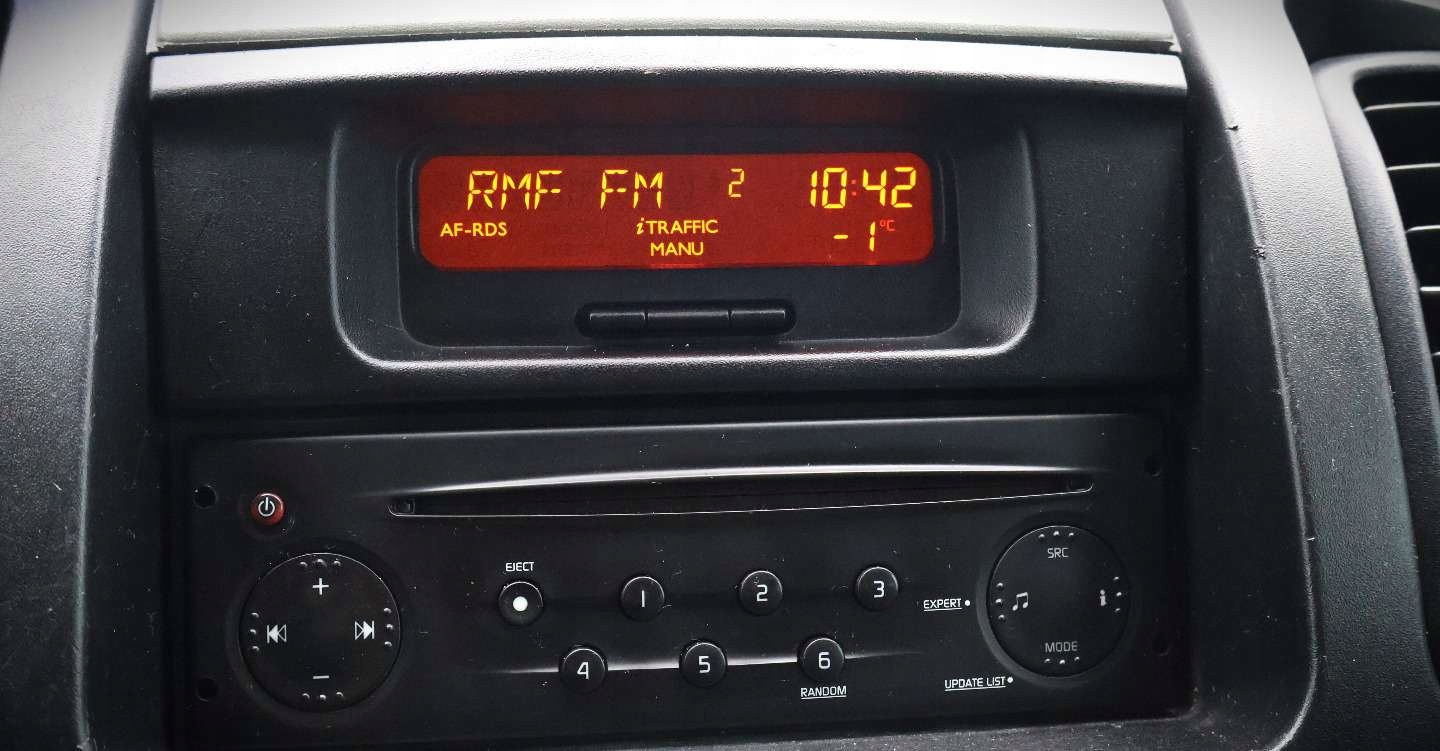 RMF FM 2 10:42
AF-RDS i TRAFFIC -1 °C
MANU
EJECT
1 2 3
4 5 6
RANDOM
+
−
SRC
EXPERT
i
MODE
UPDATE LIST